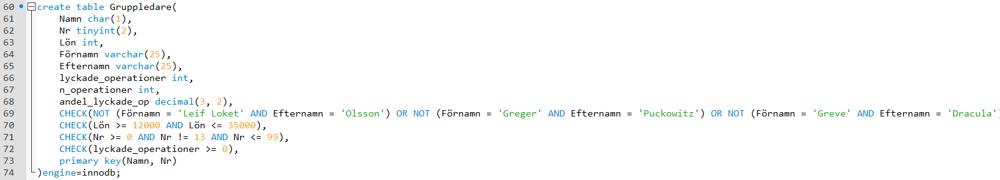 60 create table Gruppledare(
61 Namn char(1),
62 Nr tinyint(2),
63 Lön int,
64 Förnamn varchar(25),
65 Efternamn varchar(25),
66 lyckade_operationer int,
67 n_operationer int,
68 andel_lyckade_op decimal(3, 2),
69 CHECK(NOT (Förnamn = 'Leif Loket' AND Efternamn = 'Olsson') OR NOT (Förnamn = 'Greger' AND Efternamn = 'Puckowitz') OR NOT (Förnamn = 'Greve' AND Efternamn = 'Dracula')
70 CHECK(Lön >= 12000 AND Lön <= 35000),
71 CHECK(Nr >= 0 AND Nr != 13 AND Nr <= 99),
72 CHECK(lyckade_operationer >= 0),
73 primary key(Namn, Nr)
74 )engine=innodb;